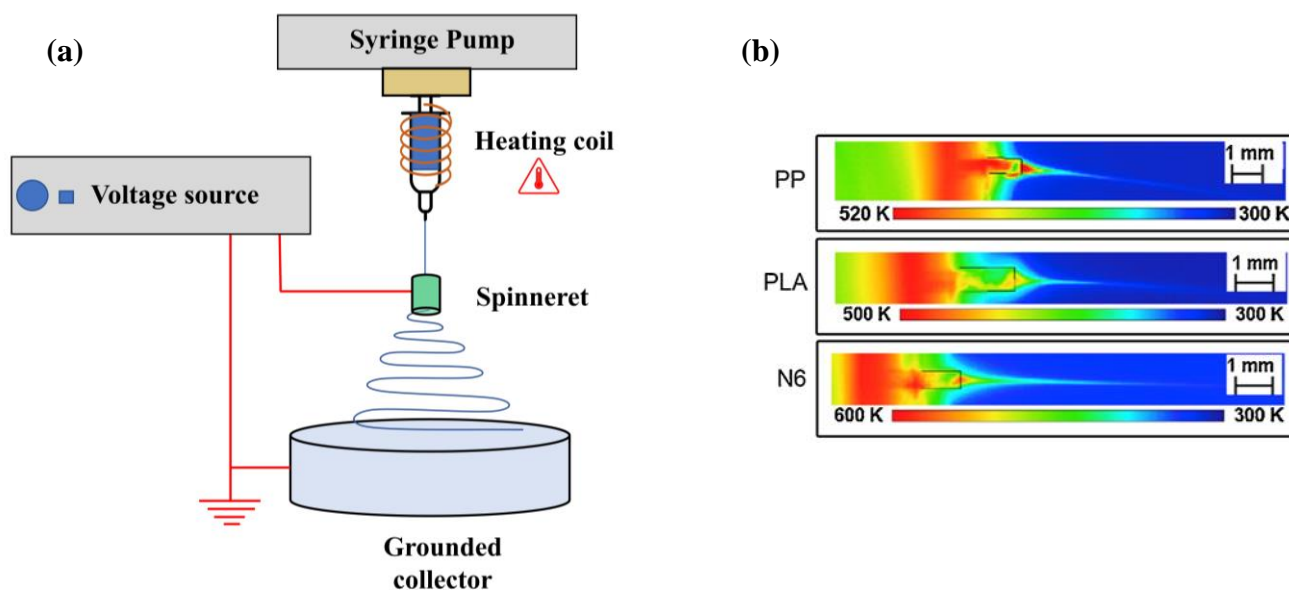 (a)
Syringe Pump
Heating coil
Voltage source
Spinneret
Grounded
collector
(b)
PP
1 mm
520 K
300 K
PLA
1 mm
500 K
300 K
N6
1 mm
600 K
300 K